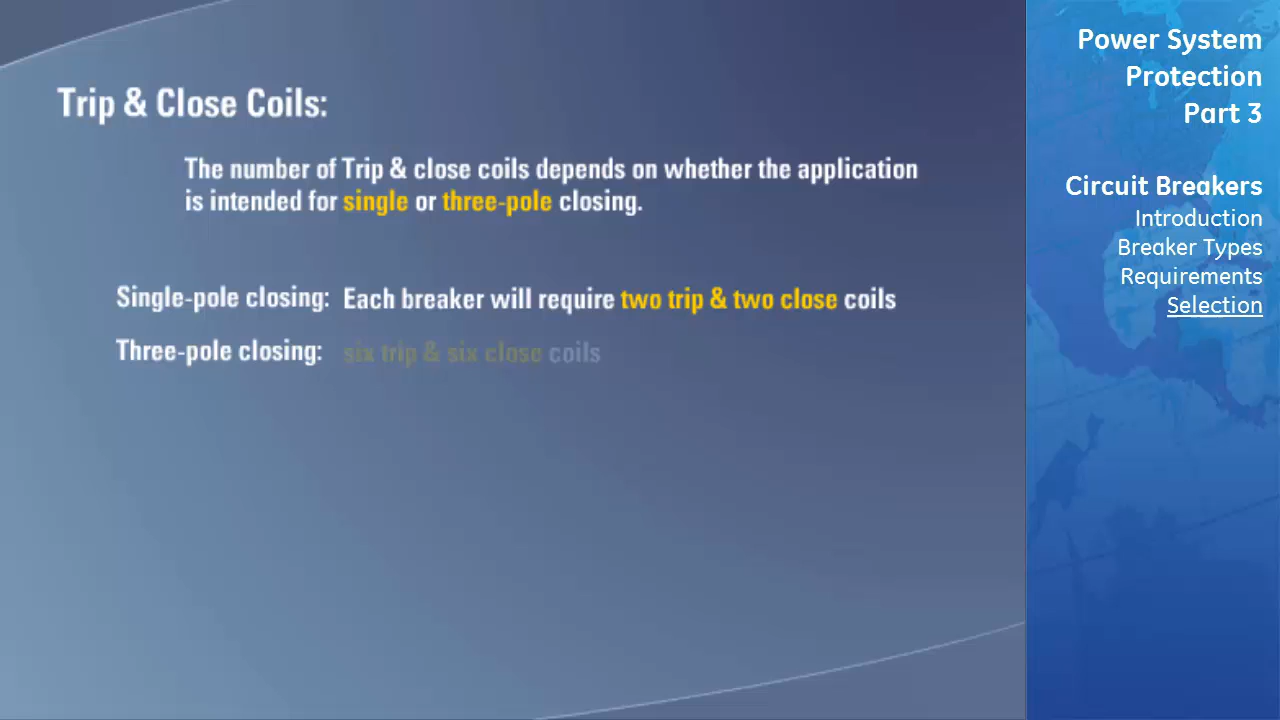 Trip & Close Coils:
The number of Trip & close coils depends on whether the application
is intended for single or three-pole closing.
Single-pole closing: Each breaker will require two trip & two close coils
Three-pole closing: six trip & six close coils
Power System
Protection
Part 3
Circuit Breakers
Introduction
Breaker Types
Requirements
Selection